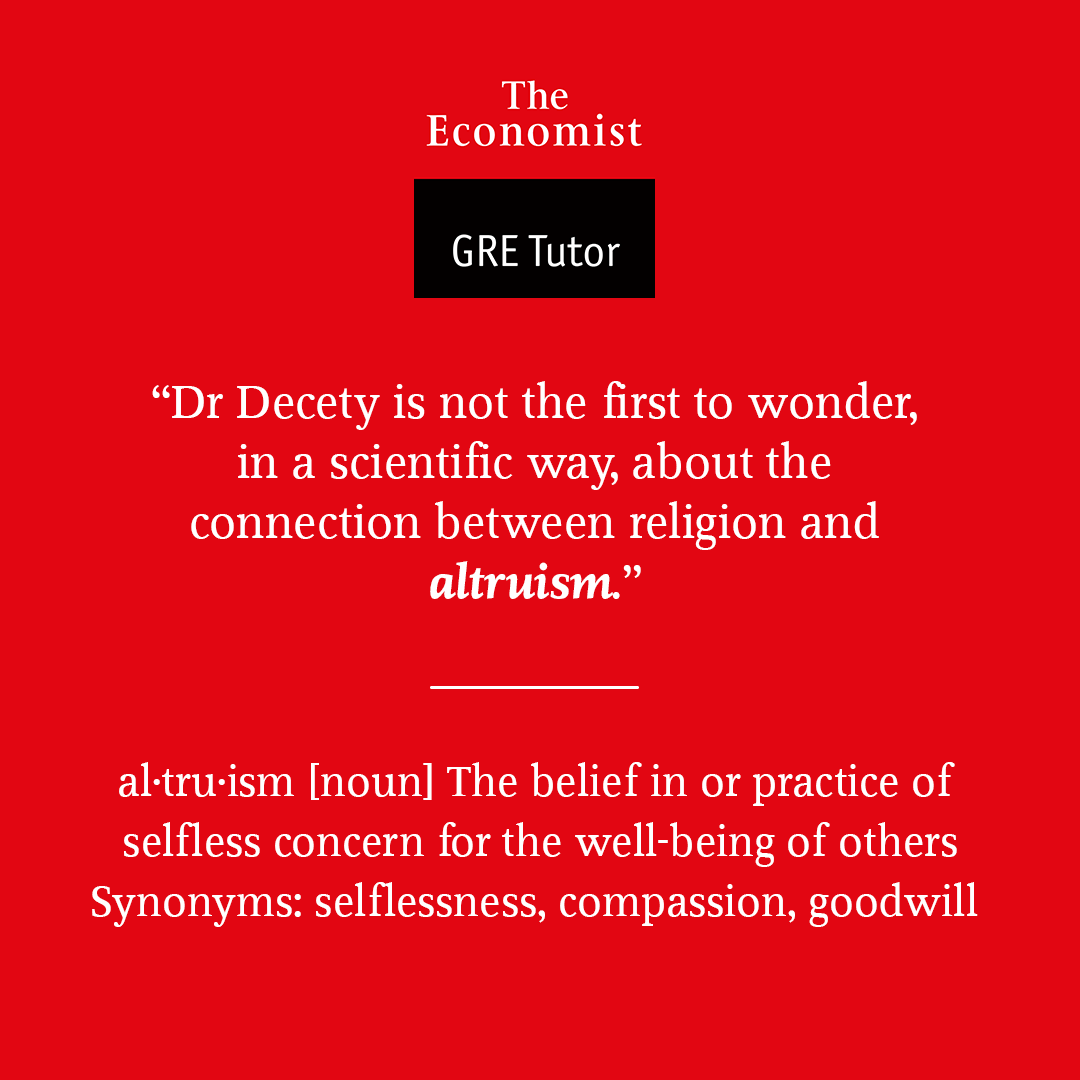 The
Economist
GRE Tutor
“Dr Decety is not the first to wonder,
in a scientific way, about the
connection between religion and
altruism.”
al·tru·ism [noun] The belief in or practice of
selfless concern for the well-being of others
Synonyms: selflessness, compassion, goodwill